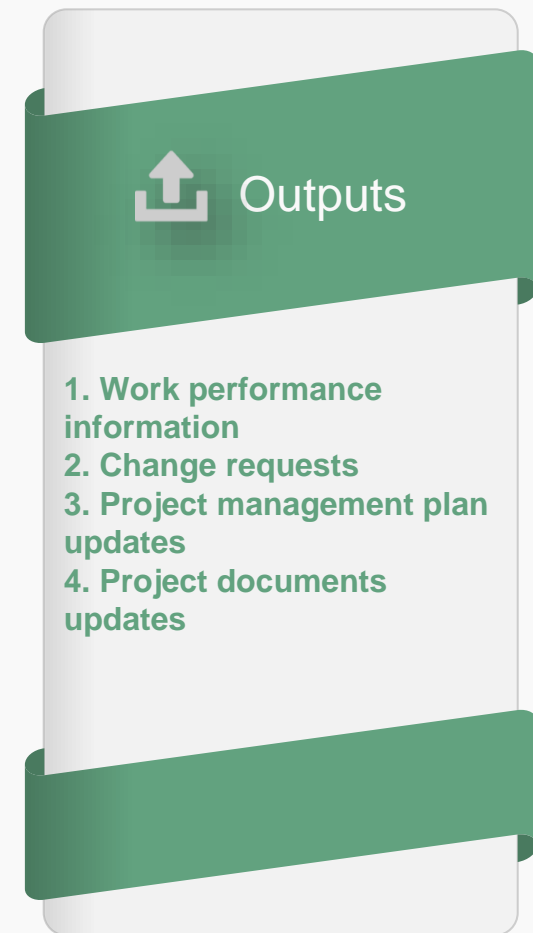 Outputs
1. Work performance
information
2. Change requests
3. Project management plan
updates
4. Project documents
updates